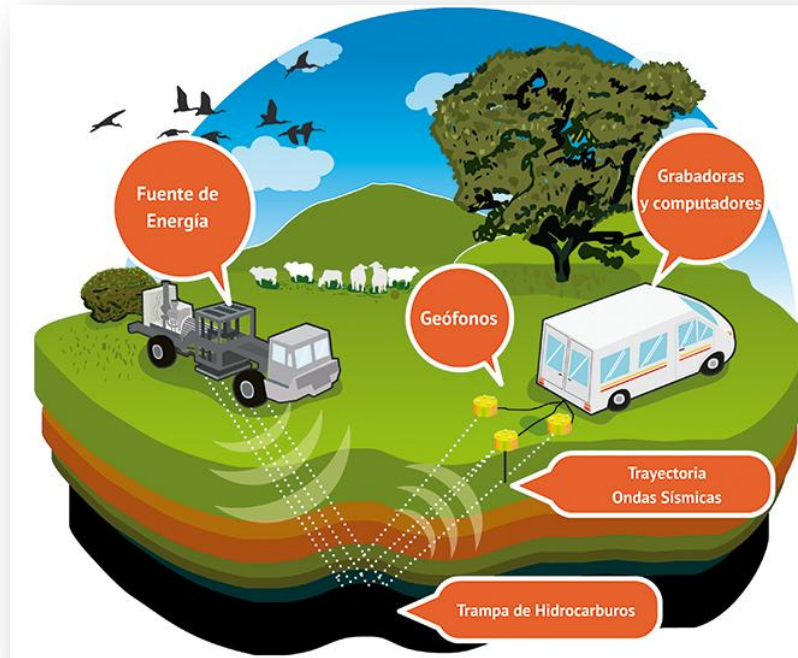 Fuente de
Energía
Grabadoras
y computadores
Geófonos
Trayectoria
Ondas Sísmicas
Trampa de Hidrocarburos